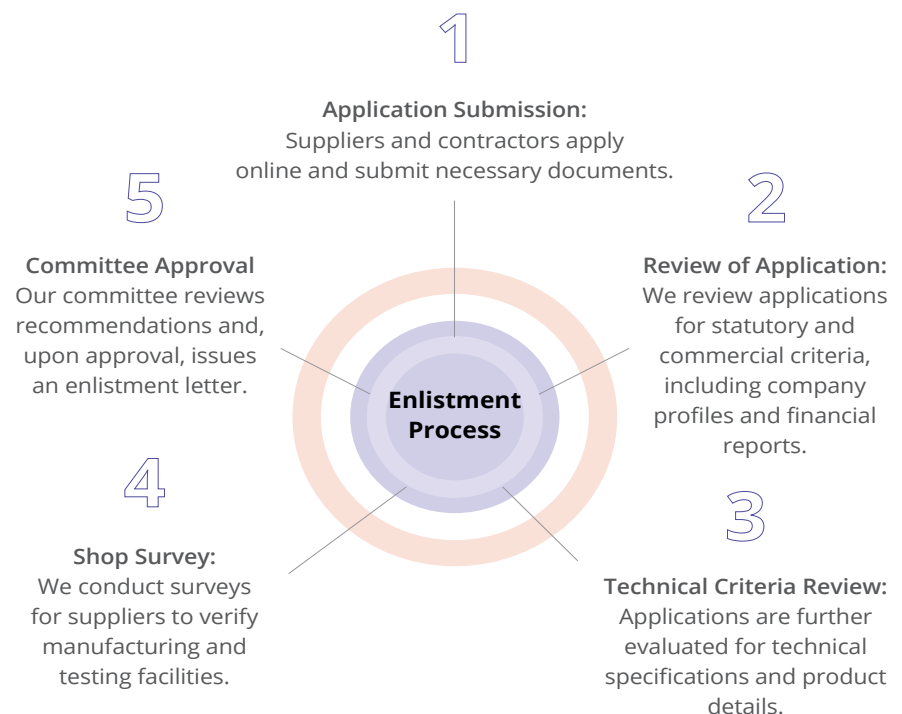 1
Application Submission:
Suppliers and contractors apply
online and submit necessary documents.
2
Review of Application:
We review applications
for statutory and
commercial criteria,
including company
profiles and financial
reports.
3
Technical Criteria Review:
Applications are further
evaluated for technical
specifications and product
details.
4
Shop Survey:
We conduct surveys
for suppliers to verify
manufacturing and
testing facilities.
5
Committee Approval
Our committee reviews
recommendations and,
upon approval, issues
an enlistment letter.
Enlistment
Process